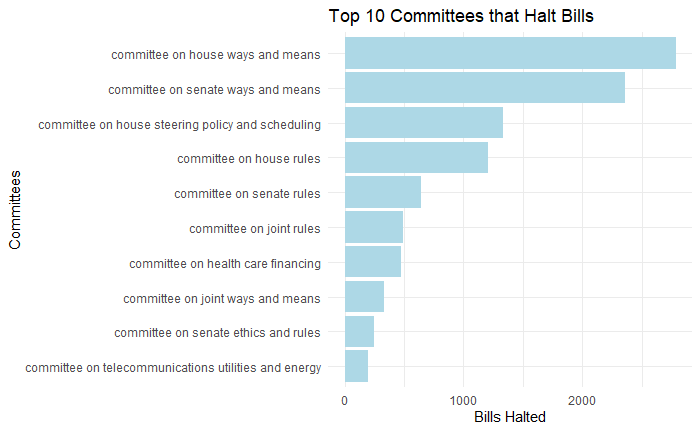 Top 10 Committees that Halt Bills
Committees
committee on house ways and means
committee on senate ways and means
committee on house steering policy and scheduling
committee on house rules
committee on senate rules
committee on joint rules
committee on health care financing
committee on joint ways and means
committee on senate ethics and rules
committee on telecommunications utilities and energy
0 1000 2000
Bills Halted